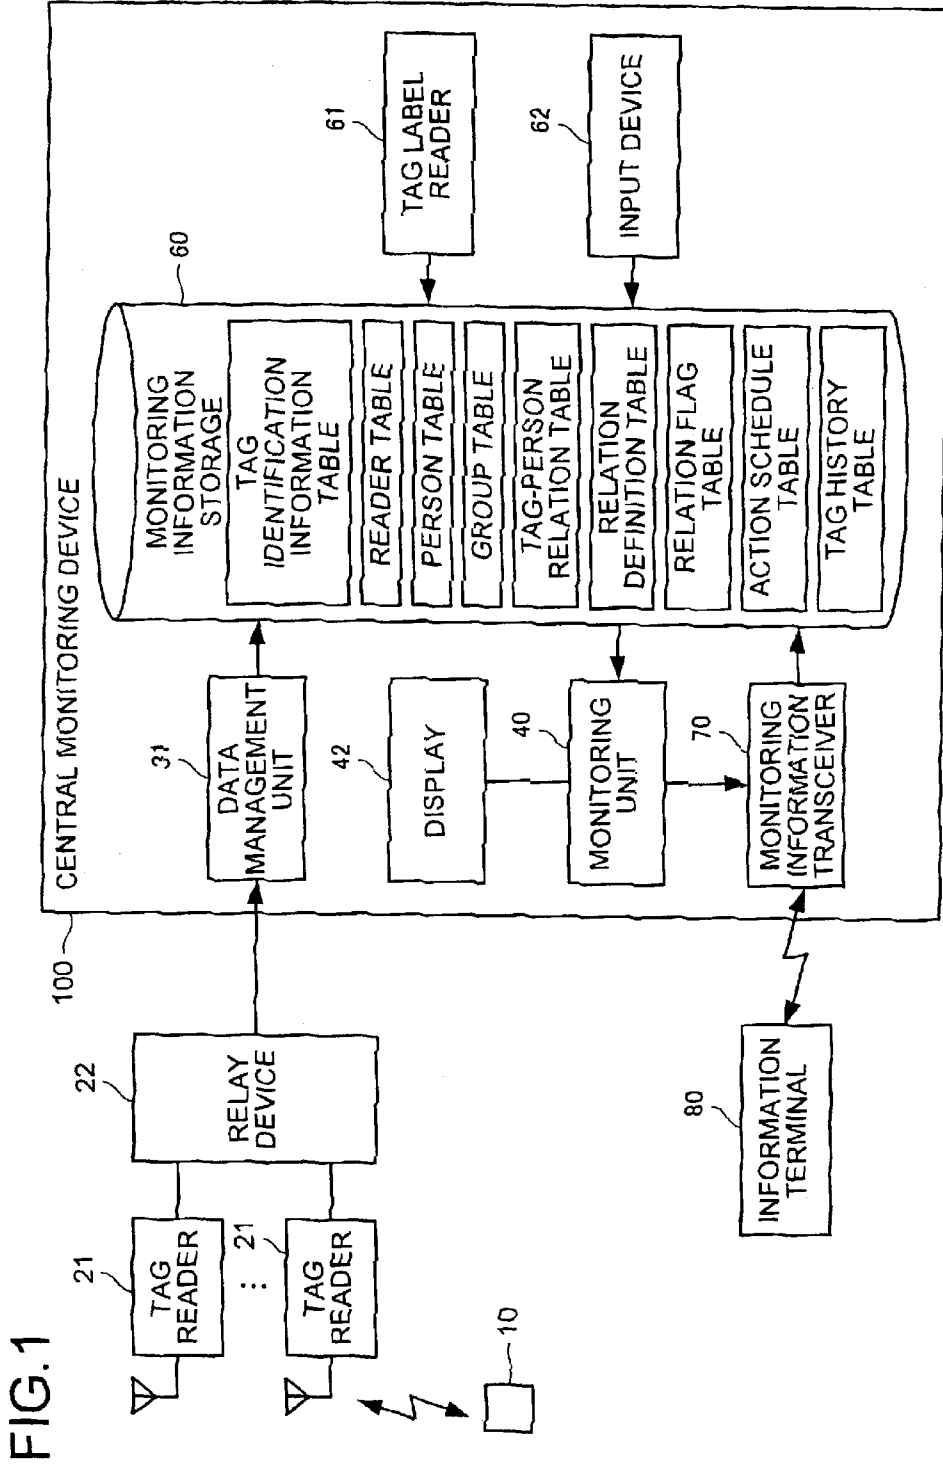 FIG.1
100
CENTRAL MONITORING DEVICE
21
TAG
READER
...
21
TAG
READER
10
22
RELAY
DEVICE
31
DATA
MANAGEMENT
UNIT
42
DISPLAY
40
MONITORING
UNIT
70
MONITORING
INFORMATION
TRANSCEIVER
80
INFORMATION
TERMINAL
60
MONITORING
INFORMATION
STORAGE
TAG
IDENTIFICATION
INFORMATION
TABLE
READER TABLE
PERSON TABLE
GROUP TABLE
TAG-PERSON
RELATION TABLE
RELATION
DEFINITION TABLE
RELATION FLAG
TABLE
ACTION SCHEDULE
TABLE
TAG HISTORY
TABLE
61
TAG LABEL
READER
62
INPUT DEVICE